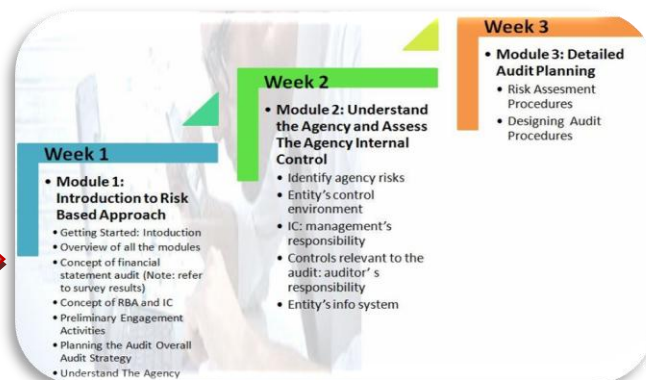 Week 1
• Module 1:
Introduction to Risk
Based Approach
• Getting Started: Intoduction
• Overview of all the modules
• Concept of financial
statement audit (Note: refer
to survey results)
• Concept of RBA and IC
• Preliminary Engagement
Activities
• Planning the Audit Overall
Audit Strategy
• Understand The Agency
Week 2
• Module 2: Understand
the Agency and Assess
The Agency Internal
Control
• Identify agency risks
• Entity's control
environment
• IC: management's
responsibility
• Controls relevant to the
audit: auditor' s
responsibility
• Entity's info system
Week 3
• Module 3: Detailed
Audit Planning
• Risk Assesment
Procedures
• Designing Audit
Procedures